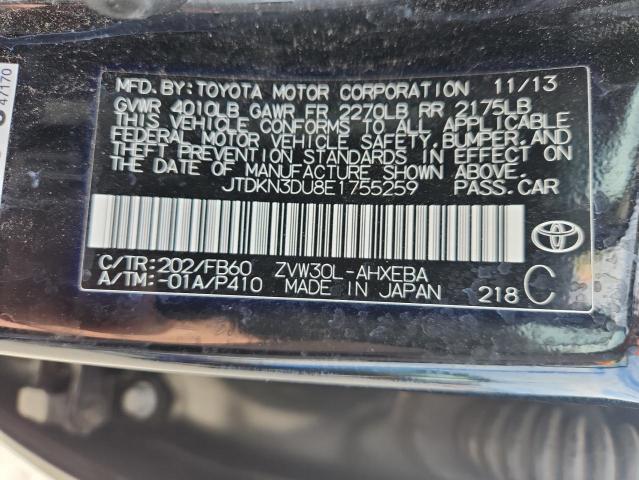 MFD. BY: TOYOTA MOTOR CORPORATION 11/13
GVWR 4010LB GAWR FR 2270LB RR 2175LB
THIS VEHICLE CONFORMS TO ALL APPLICABLE
FEDERAL MOTOR VEHICLE SAFETY, BUMPER, AND
THEFT PREVENTION STANDARDS IN EFFECT ON
THE DATE OF MANUFACTURE SHOWN ABOVE.
JTDKN3DU8E1755259 PASS. CAR
C/TR: 202/FB60 ZVW30L-AHXEBA
A/TM: -01A/P410 MADE IN JAPAN 218 C
47170